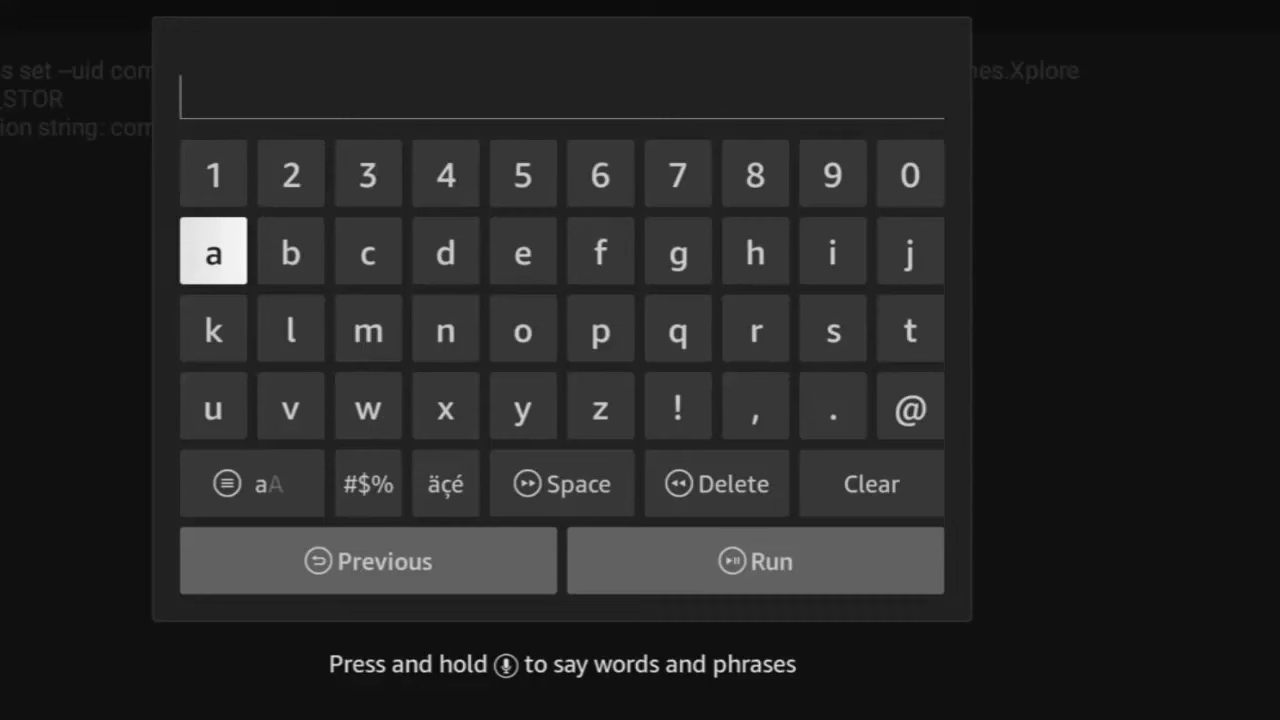 s set –uid com nes.Xplore
_STOR
ion string: com
1 2 3 4 5 6 7 8 9 0
a b c d e f g h i j
k l m n o p q r s t
u v w x y z ! , . @
aA #$% äçé Space Delete Clear
Previous Run
Press and hold to say words and phrases